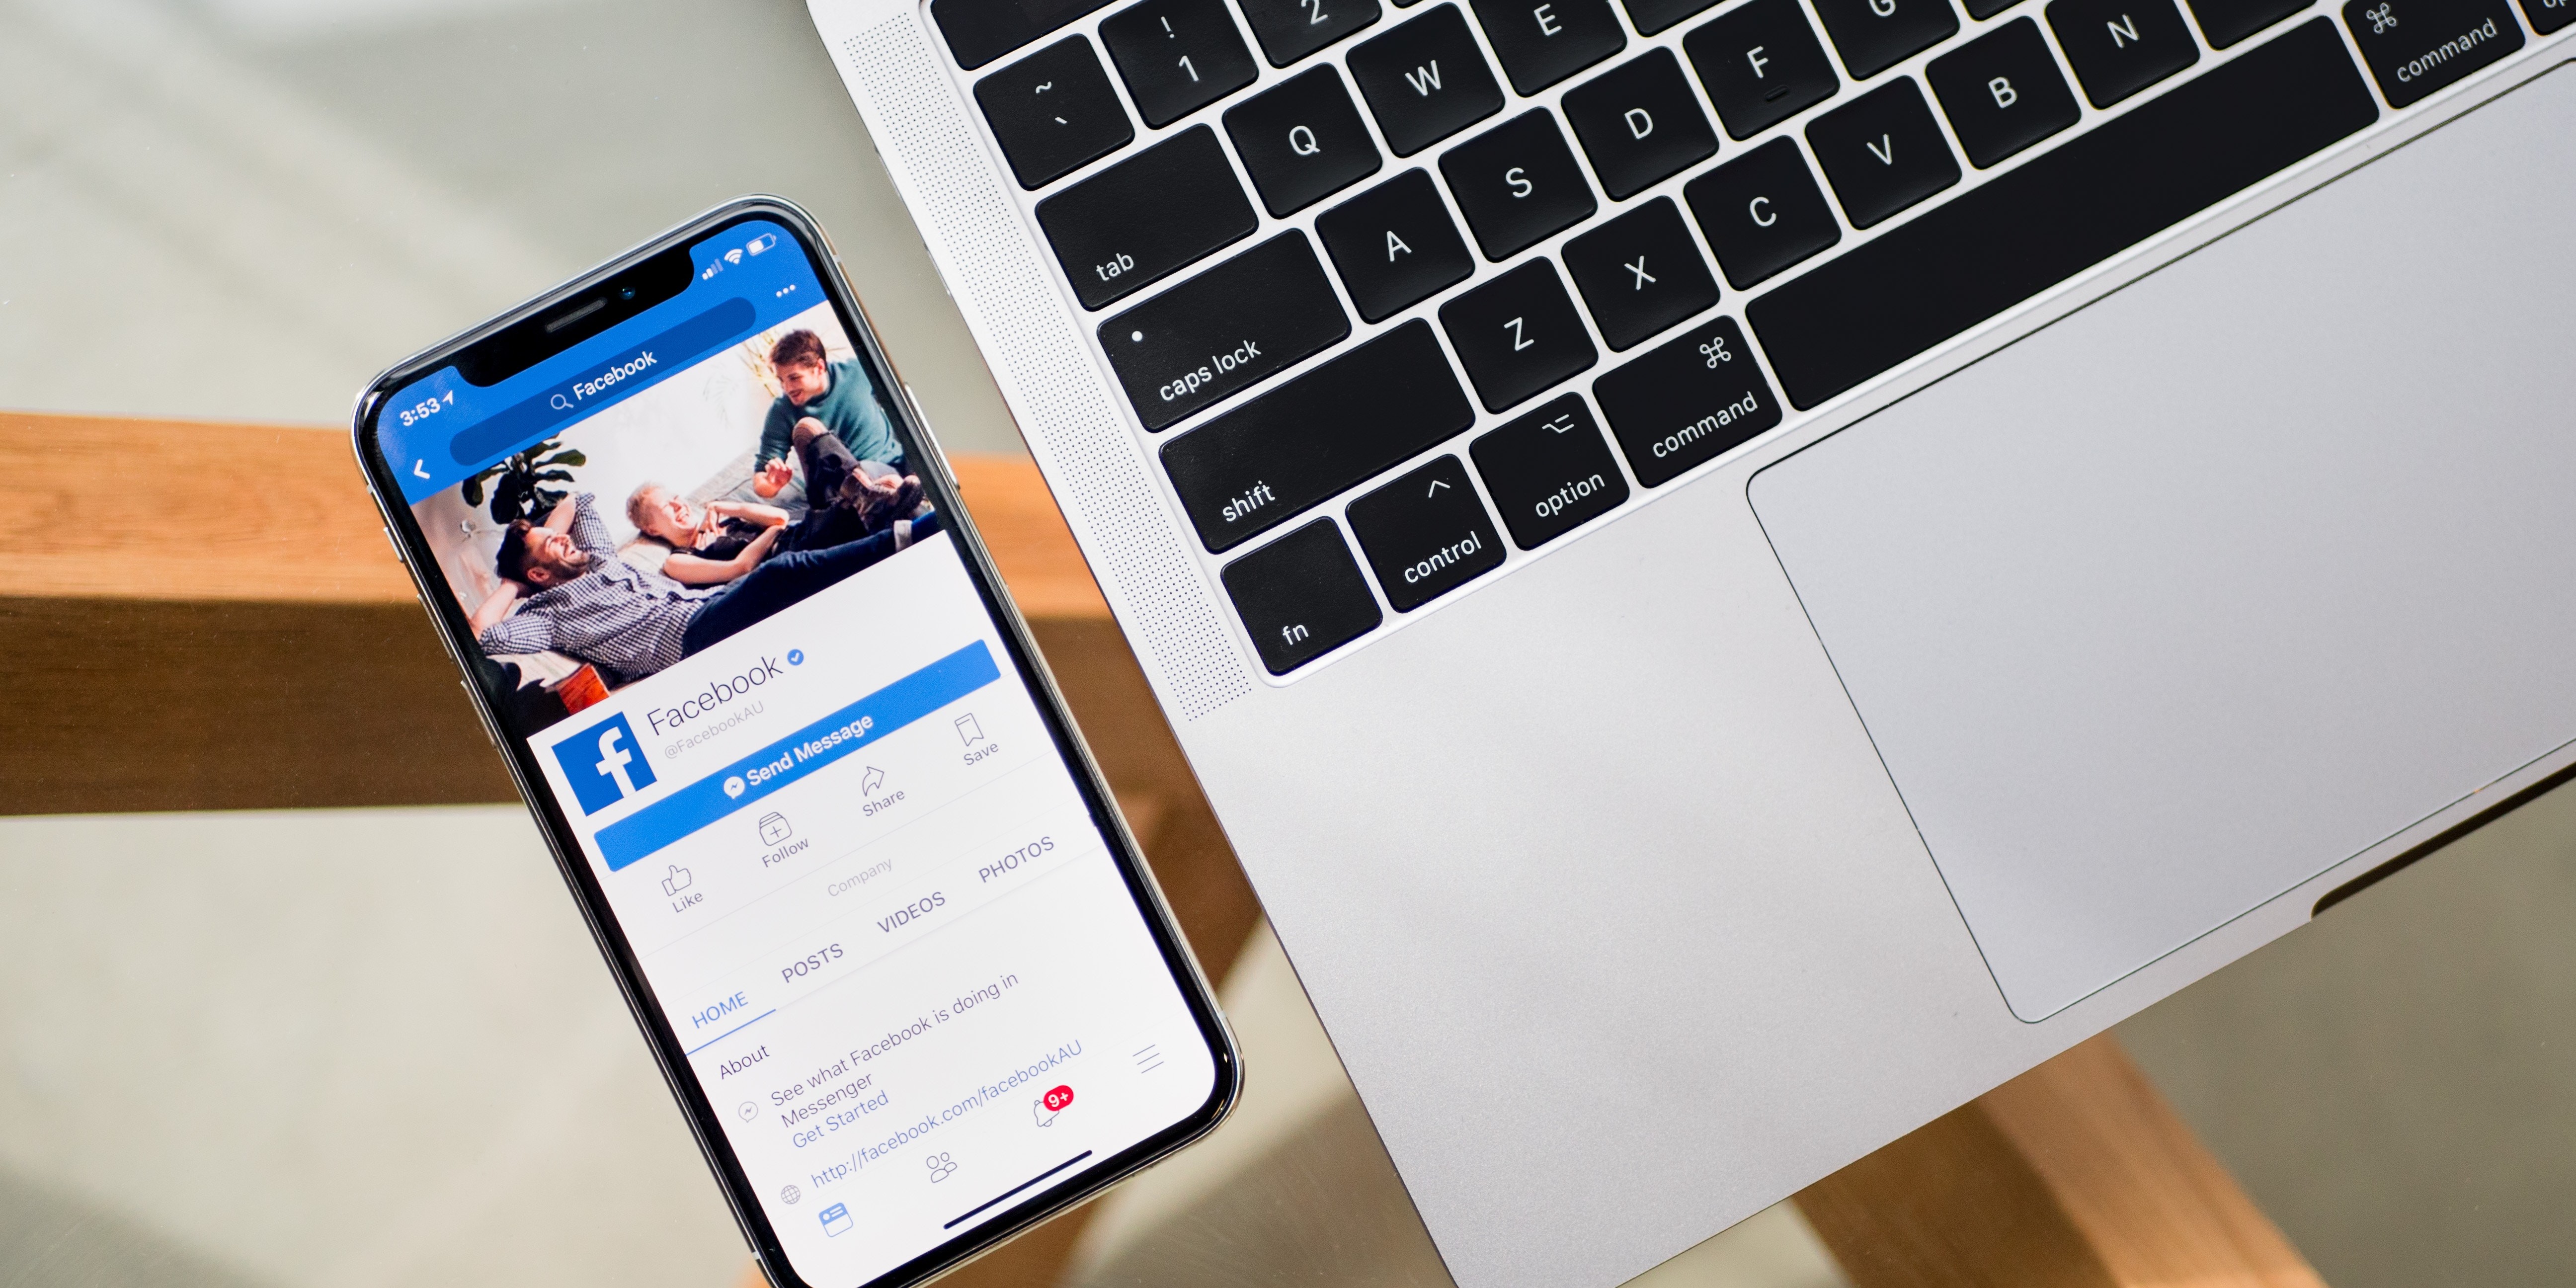 3:53
Facebook
Facebook
@FacebookAU
f
Send Message
Like
Follow
Share
Save
Company
HOME
POSTS
VIDEOS
PHOTOS
About
See what Facebook is doing in
Messenger
Get Started
http://facebook.com/facebookAU
9+
! 2
~ ` 1
tab Q W E
caps lock A S D F G
shift Z X C V B N
fn control option command command